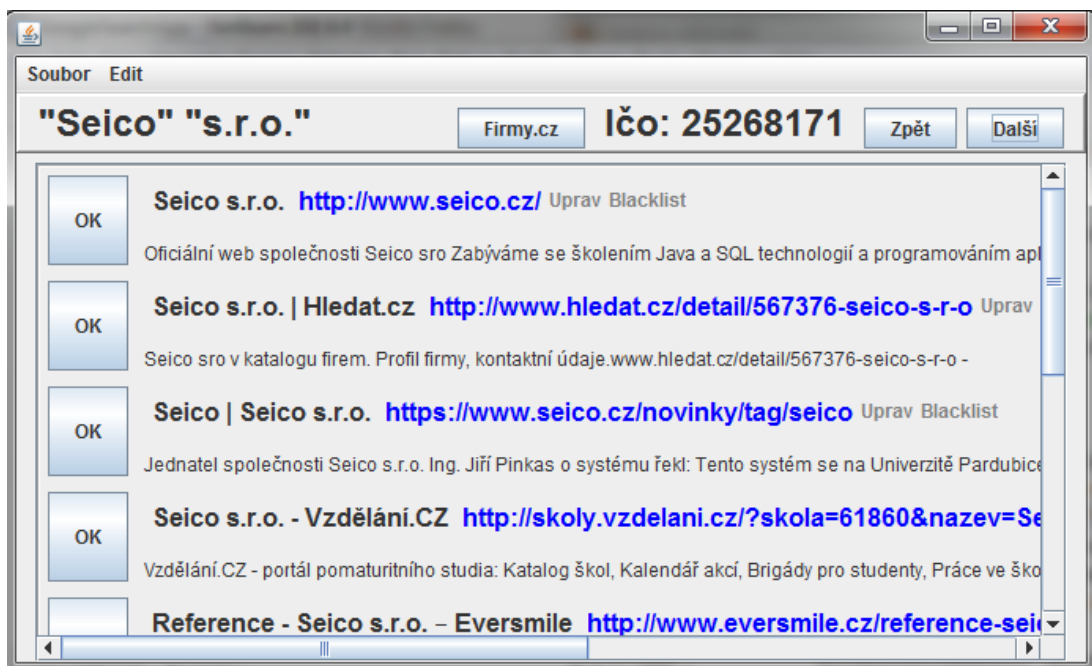 Soubor Edit
"Seico" "s.r.o." Firmy.cz Ičo: 25268171 Zpět Další
OK Seico s.r.o. http://www.seico.cz/ Uprav Blacklist
Oficiální web společnosti Seico sro Zabýváme se školením Java a SQL technologií a programováním apl
OK Seico s.r.o. | Hledat.cz http://www.hledat.cz/detail/567376-seico-s-r-o Uprav
Seico sro v katalogu firem. Profil firmy, kontaktní údaje.www.hledat.cz/detail/567376-seico-s-r-o -
OK Seico | Seico s.r.o. https://www.seico.cz/novinky/tag/seico Uprav Blacklist
Jednatel společnosti Seico s.r.o. Ing. Jiří Pinkas o systému řekl: Tento systém se na Univerzitě Pardubice
OK Seico s.r.o. - Vzdělání.CZ http://skoly.vzdelani.cz/?skola=61860&nazev=Se
Vzdělání.CZ - portál pomaturitního studia: Katalog škol, Kalendář akcí, Brigády pro studenty, Práce ve ško
Reference - Seico s.r.o. – Eversmile http://www.eversmile.cz/reference-seic